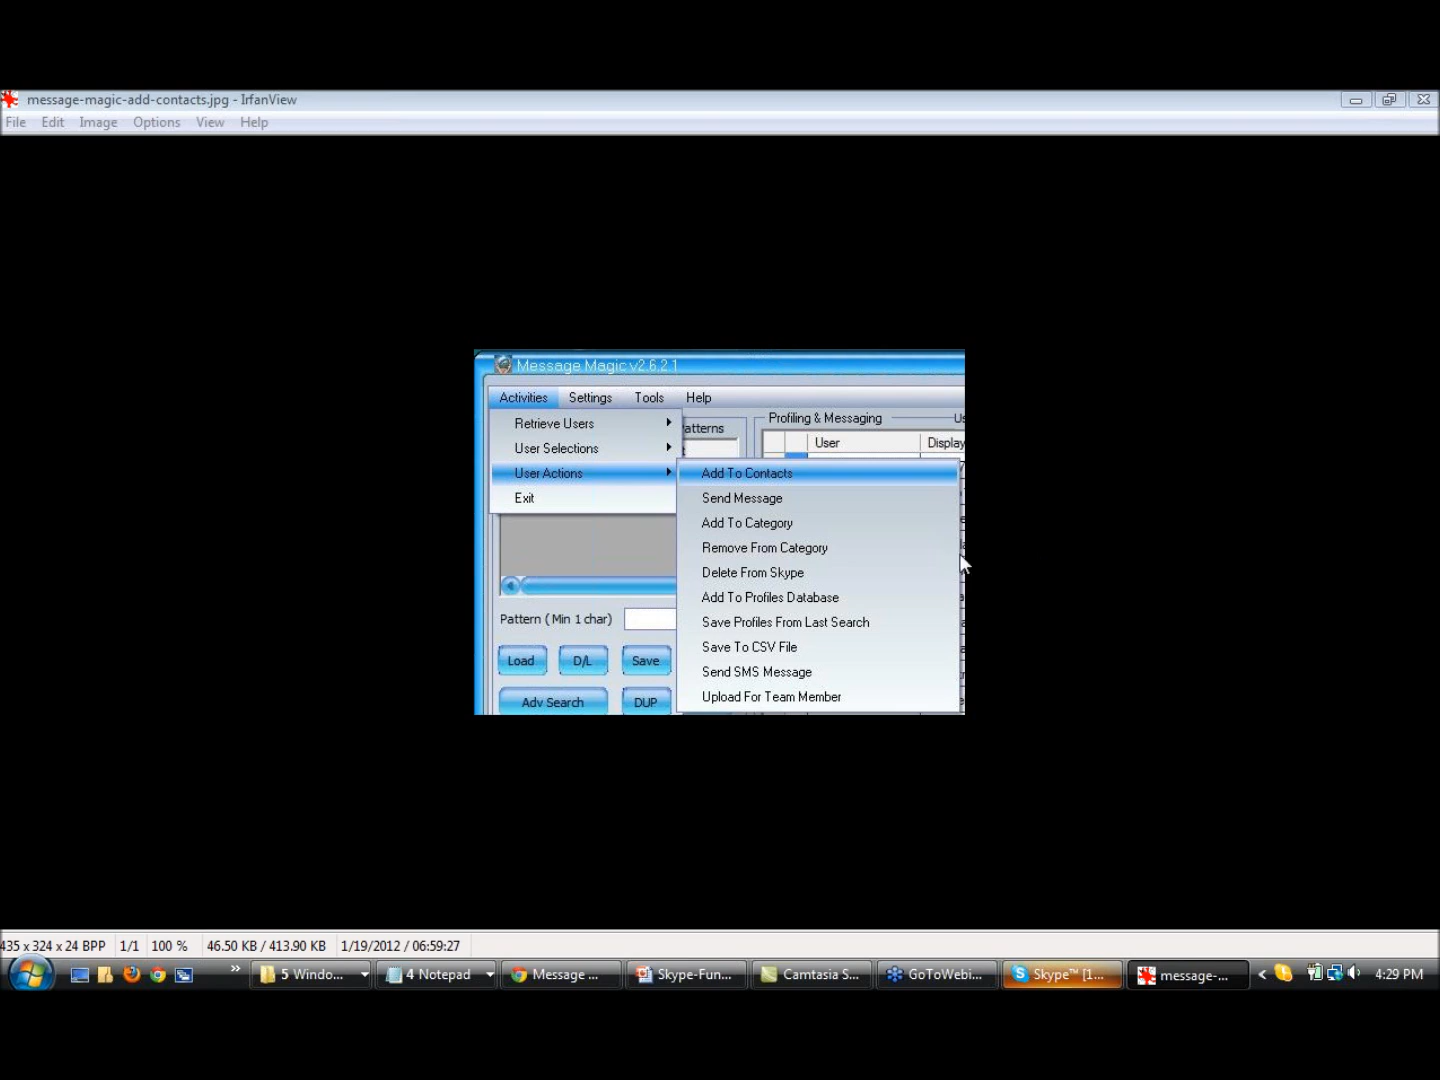 message-magic-add-contacts.jpg - IrfanView
File Edit Image Options View Help
Message Magic v2.6.2.1
Activities Settings Tools Help
Retrieve Users
User Selections
User Actions
Exit
Patterns
Profiling & Messaging
User Display
Add To Contacts
Send Message
Add To Category
Remove From Category
Delete From Skype
Add To Profiles Database
Save Profiles From Last Search
Save To CSV File
Send SMS Message
Upload For Team Member
Pattern ( Min 1 char)
Load D/L Save
Adv Search DUP
435 x 324 x 24 BPP 1/1 100 % 46.50 KB / 413.90 KB 1/19/2012 / 06:59:27
5 Windo... 4 Notepad Message ... Skype-Fun... Camtasia S... GoToWebi... Skype™ [1... message-... 4:29 PM